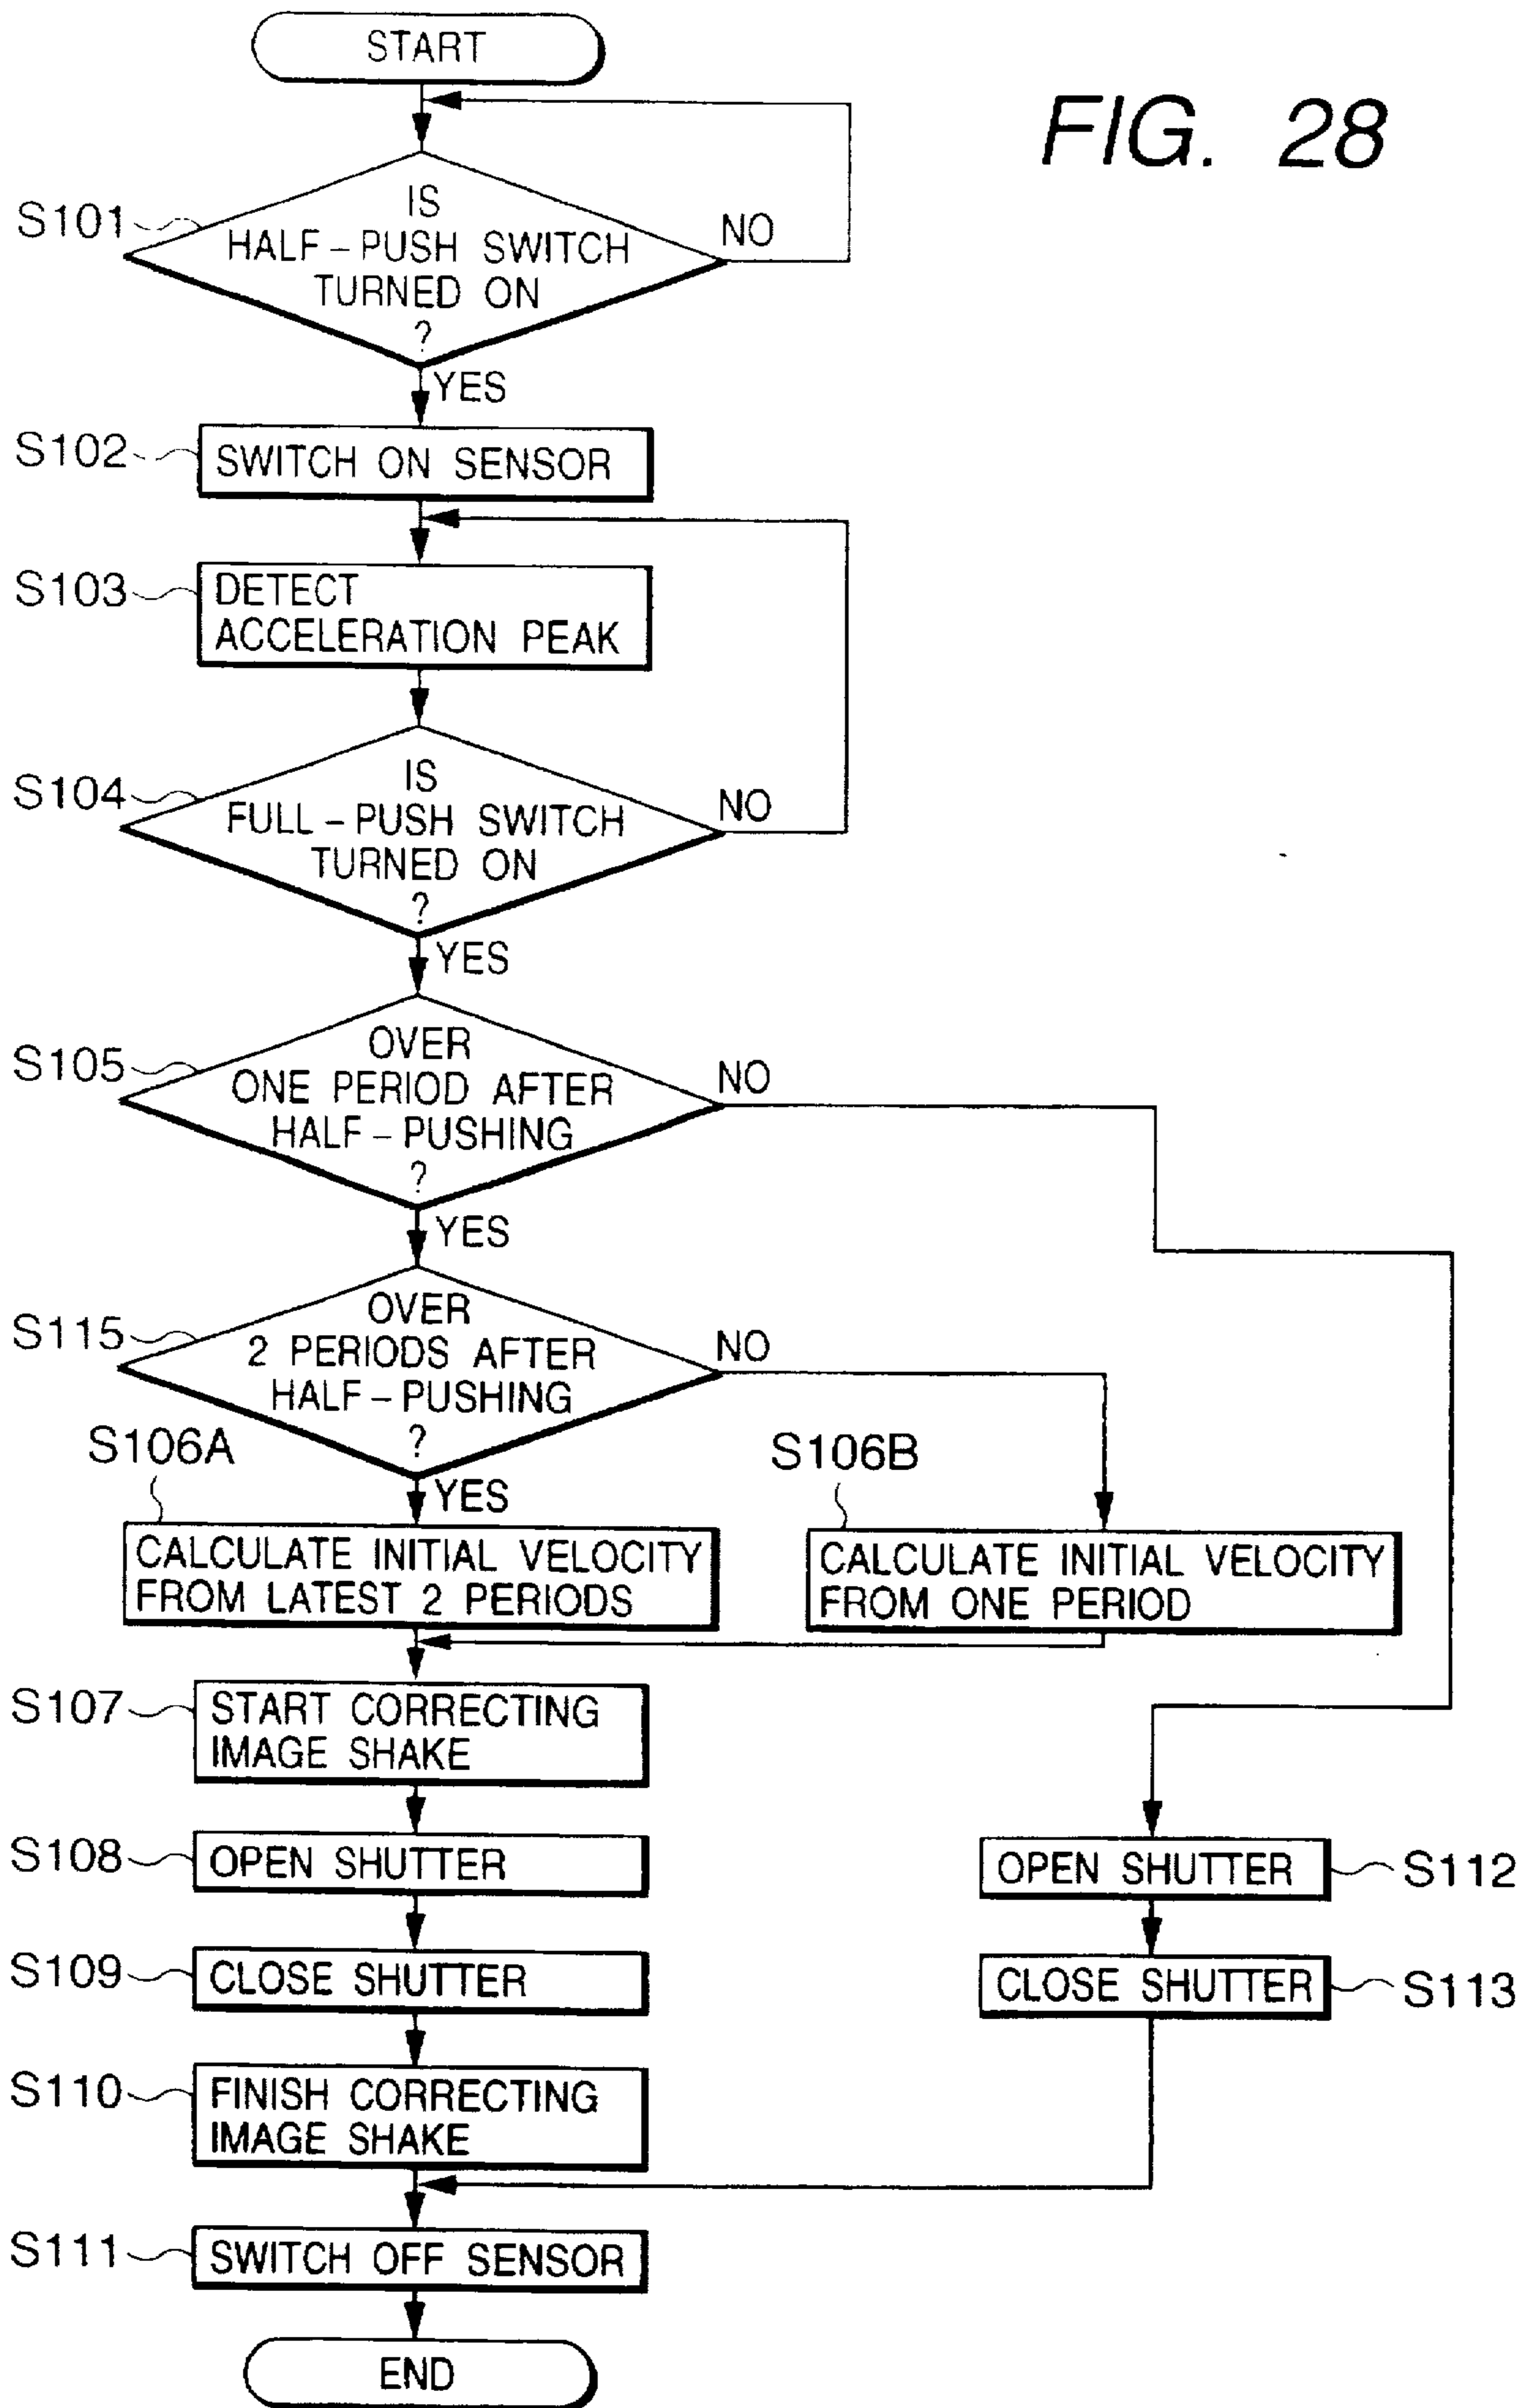 START
FIG. 28
S101
IS
HALF-PUSH SWITCH
TURNED ON
?
NO
YES
S102
SWITCH ON SENSOR
S103
DETECT
ACCELERATION PEAK
S104
IS
FULL-PUSH SWITCH
TURNED ON
?
NO
YES
S105
OVER
ONE PERIOD AFTER
HALF-PUSHING
?
NO
YES
S115
OVER
2 PERIODS AFTER
HALF-PUSHING
?
NO
YES
S106A
CALCULATE INITIAL VELOCITY
FROM LATEST 2 PERIODS
S106B
CALCULATE INITIAL VELOCITY
FROM ONE PERIOD
S107
START CORRECTING
IMAGE SHAKE
S108
OPEN SHUTTER
OPEN SHUTTER
S112
S109
CLOSE SHUTTER
CLOSE SHUTTER
S113
S110
FINISH CORRECTING
IMAGE SHAKE
S111
SWITCH OFF SENSOR
END